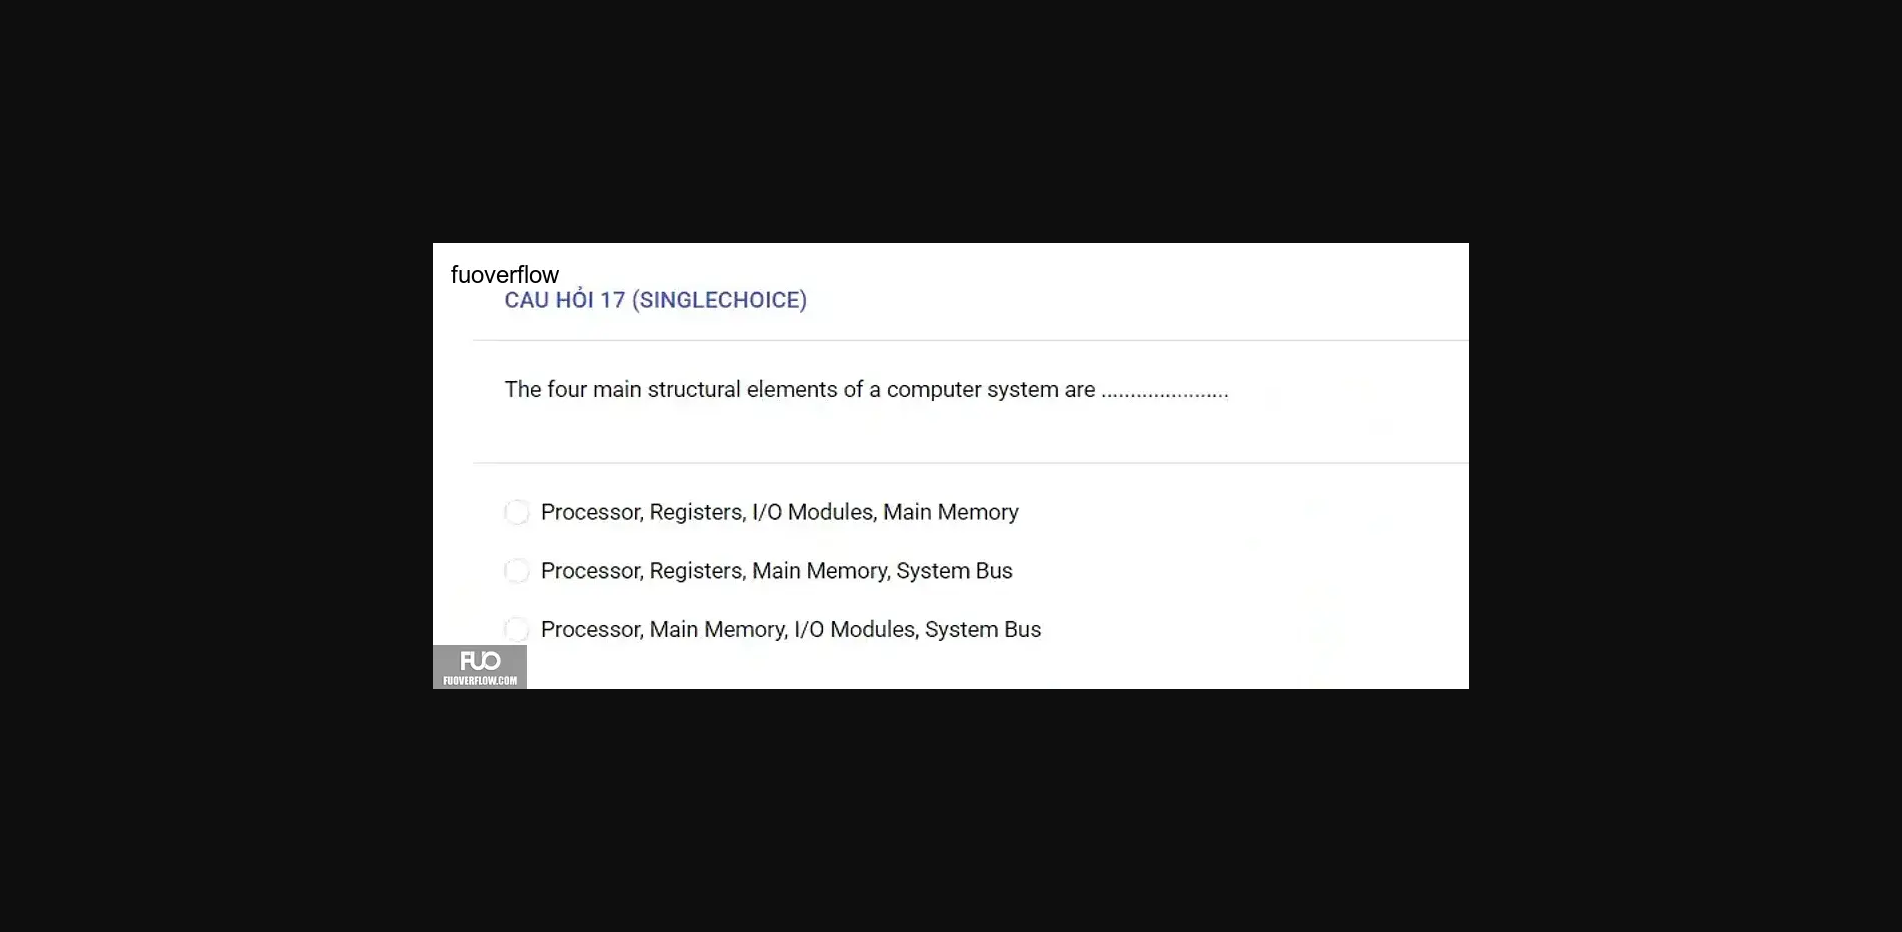 fuoverflow
CAU HỎI 17 (SINGLECHOICE)
The four main structural elements of a computer system are ......................
Processor, Registers, I/O Modules, Main Memory
Processor, Registers, Main Memory, System Bus
Processor, Main Memory, I/O Modules, System Bus
FUO
FUOVERFLOW.COM